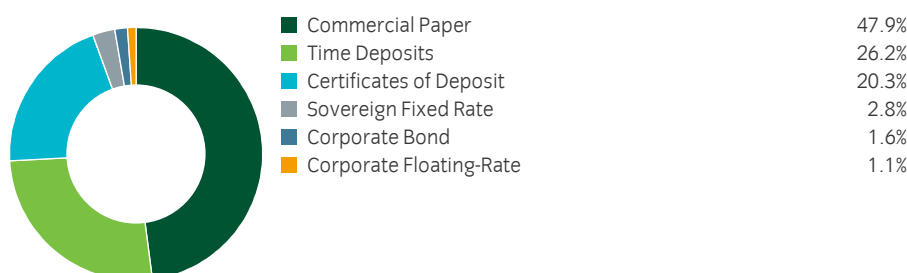 Commercial Paper 47.9%
Time Deposits 26.2%
Certificates of Deposit 20.3%
Sovereign Fixed Rate 2.8%
Corporate Bond 1.6%
Corporate Floating-Rate 1.1%